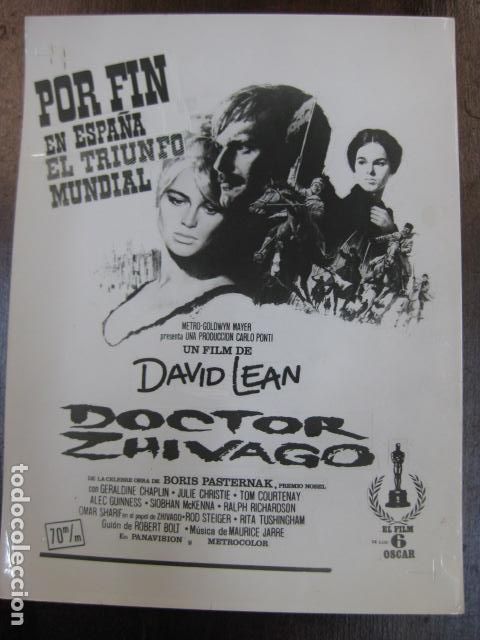 POR FIN
EN ESPAÑA
EL TRIUNFO
MUNDIAL
METRO-GOLDWYN MAYER
presenta UNA PRODUCCION CARLO PONTI
UN FILM DE
DAVID LEAN
DOCTOR
ZHIVAGO
DE LA CELEBRE OBRA DE BORIS PASTERNAK, PREMIO NOBEL
con GERALDINE CHAPLIN · JULIE CHRISTIE · TOM COURTENAY
ALEC GUINNESS · SIOBHAN McKENNA · RALPH RICHARDSON
OMAR SHARIF en el papel de ZHIVAGO · ROD STEIGER · RITA TUSHINGHAM
Guión de ROBERT BOLT · Música de MAURICE JARRE
En PANAVISION y METROCOLOR
70 m/m
EL FILM
DE LOS 6
OSCAR
todocoleccion